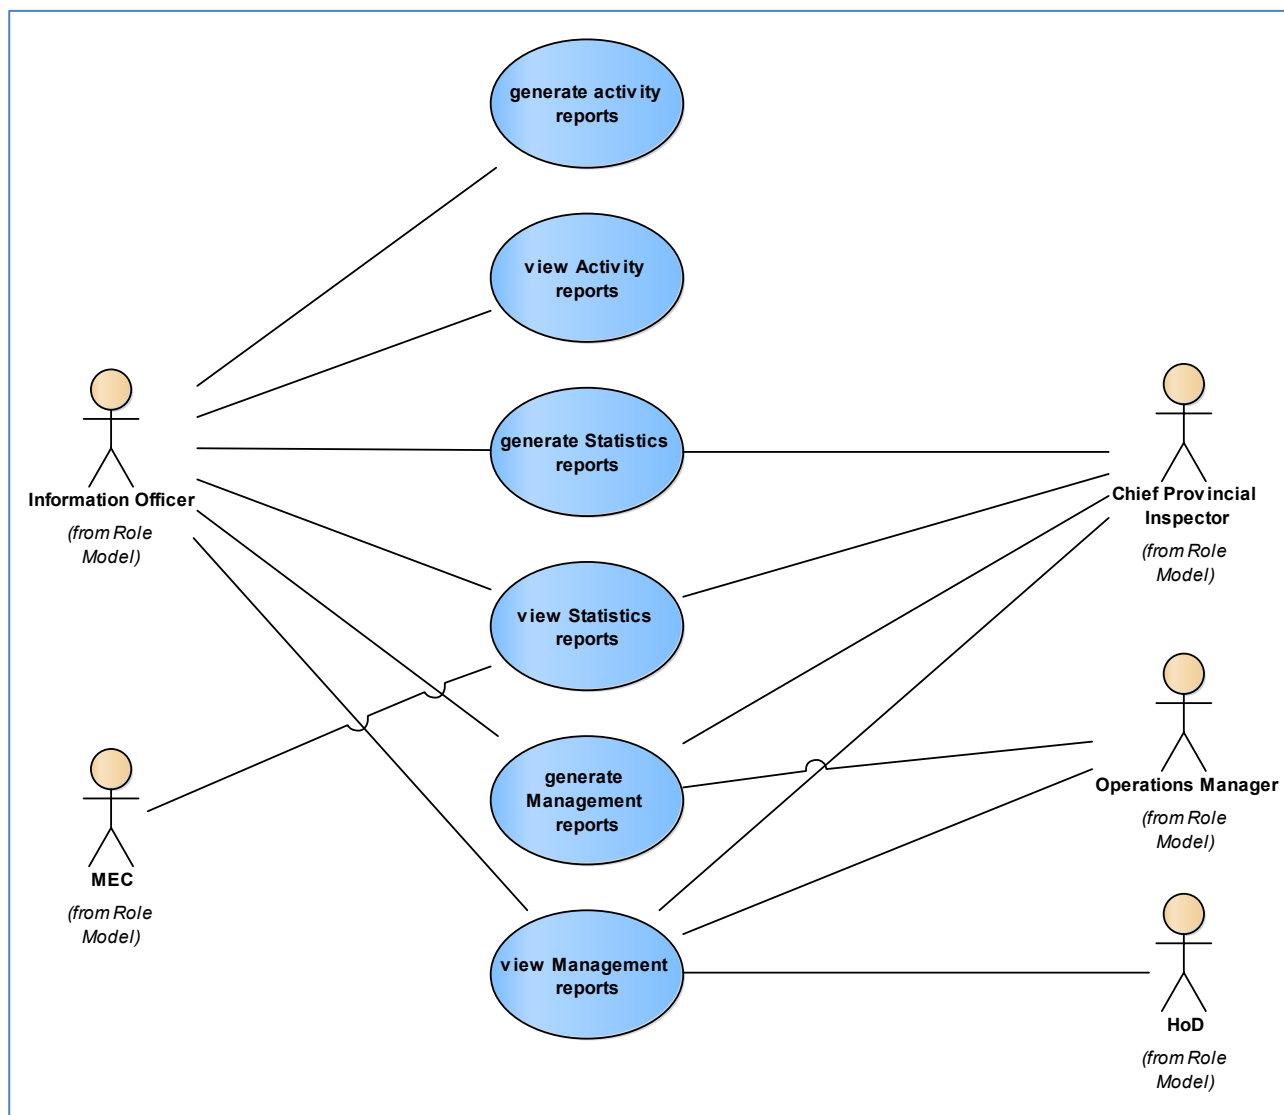 generate activity
reports
view Activity
reports
generate Statistics
reports
view Statistics
reports
generate
Management
reports
view Management
reports
Information Officer
(from Role
Model)
MEC
(from Role
Model)
Chief Provincial
Inspector
(from Role
Model)
Operations Manager
(from Role
Model)
HoD
(from Role
Model)